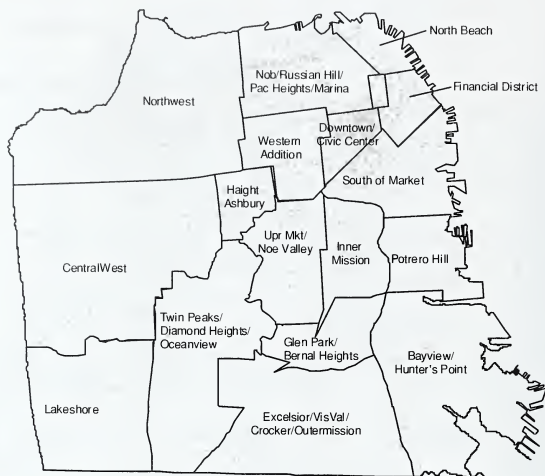 North Beach
Nob/Russian Hill/
Pac Heights/Marina
Financial District
Northwest
Western
Addition
Downtown/
Civic Center
South of Market
Haight
Ashbury
Upr Mkt/
Noe Valley
Inner
Mission
Potrero Hill
CentralWest
Twin Peaks/
Diamond Heights/
Oceanview
Glen Park/
Bernal Heights
Bayview/
Hunter's Point
Lakeshore
Excelsior/VisVal/
Crocker/Outermission